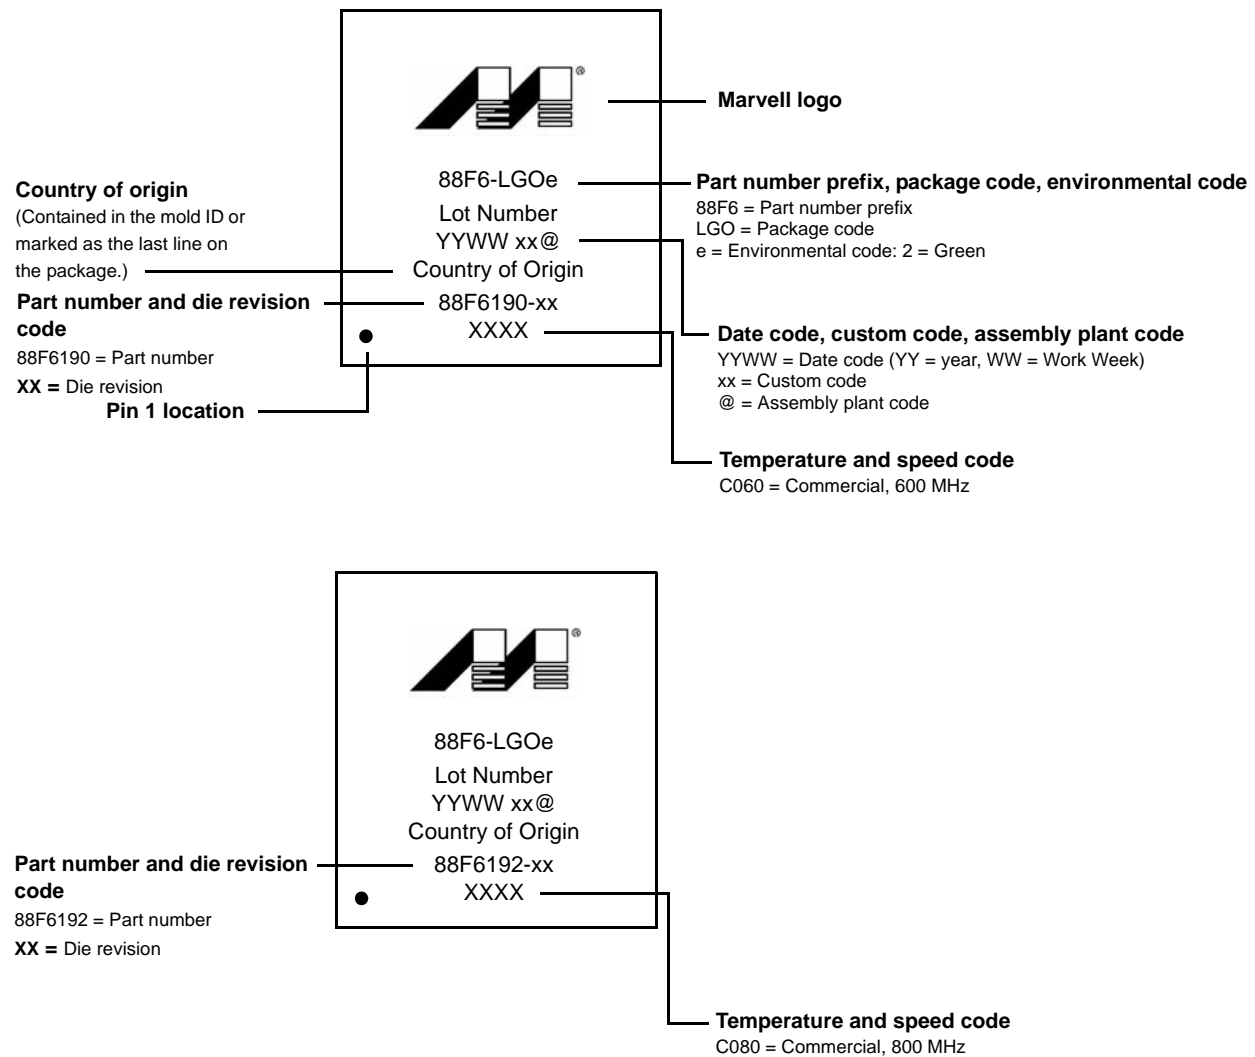 ®
Marvell logo
88F6-LGOe
Part number prefix, package code, environmental code
88F6 = Part number prefix
LGO = Package code
e = Environmental code: 2 = Green
Country of origin
(Contained in the mold ID or
marked as the last line on
the package.)
Lot Number
YYWW xx@
Country of Origin
88F6190-xx
XXXX
Part number and die revision
code
88F6190 = Part number
XX = Die revision
Pin 1 location
Date code, custom code, assembly plant code
YYWW = Date code (YY = year, WW = Work Week)
xx = Custom code
@ = Assembly plant code
Temperature and speed code
C060 = Commercial, 600 MHz
®
88F6-LGOe
Lot Number
YYWW xx@
Country of Origin
88F6192-xx
XXXX
Part number and die revision
code
88F6192 = Part number
XX = Die revision
Temperature and speed code
C080 = Commercial, 800 MHz